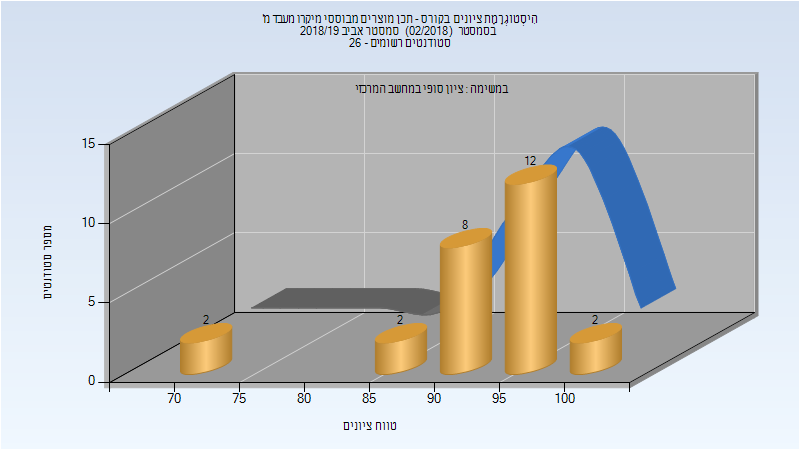 היסטוגרמת ציונים בקורס - תכן מוצרים מבוססי מיקרו מעבד מ'
בסמסטר (02/2018) סמסטר אביב 2018/19
סטודנטים רשומים - 26
במשימה : ציון סופי במחשב המרכזי
מספר סטודנטים
15
10
5
0
2
2
8
12
2
70 75 80 85 90 95 100
טווח ציונים